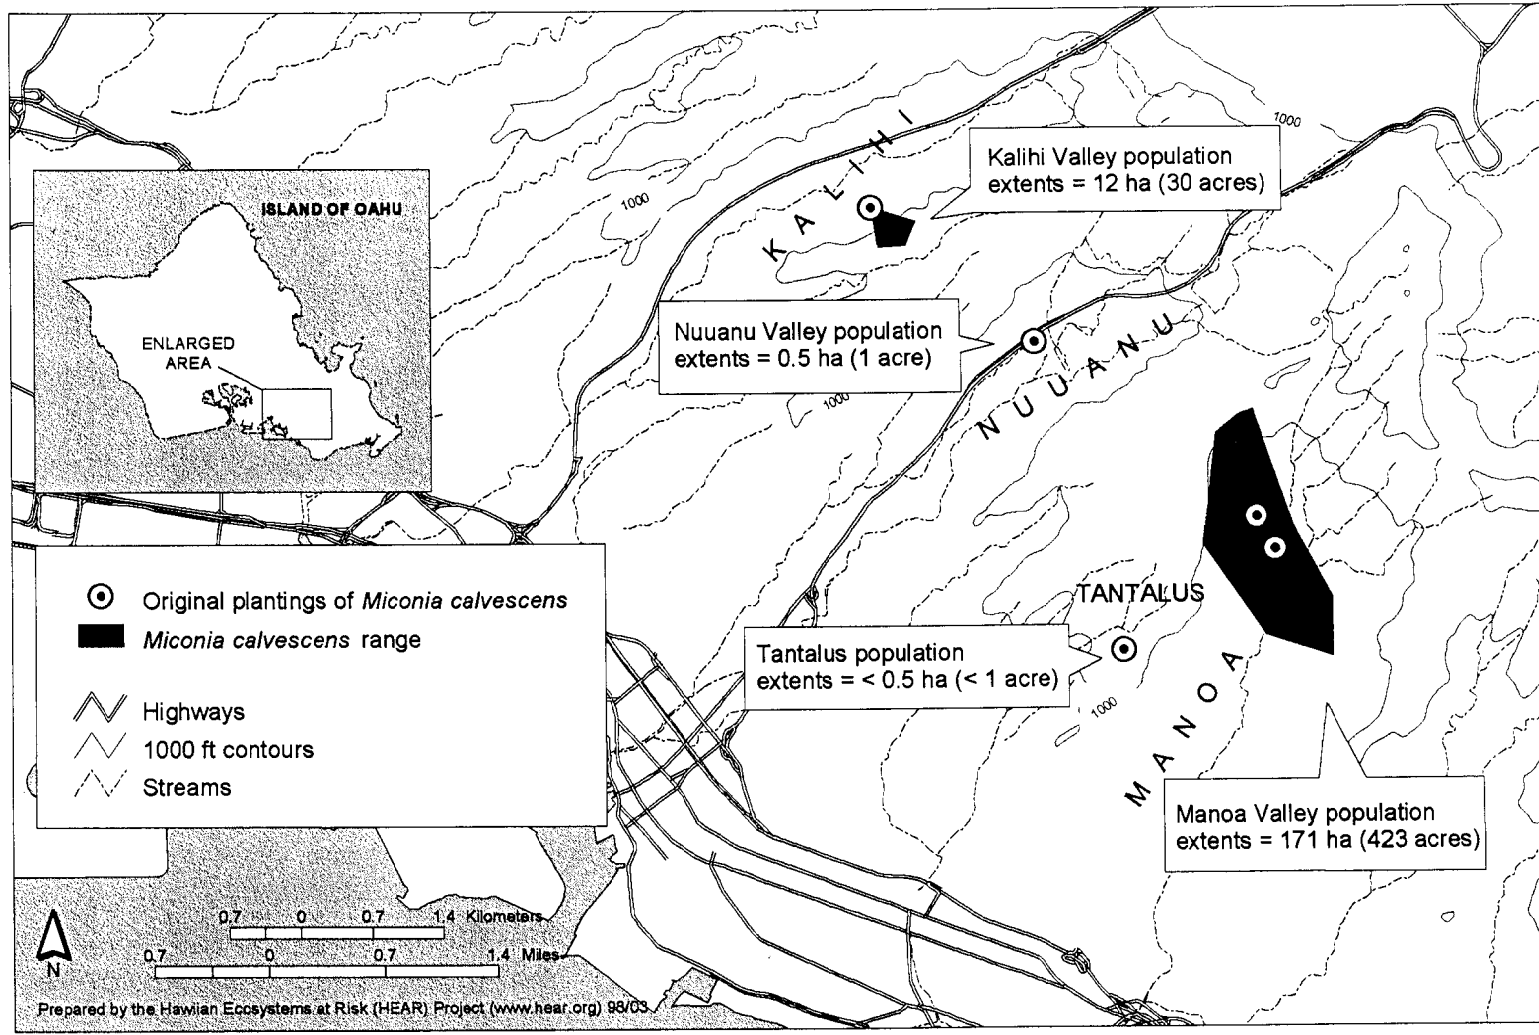 1000
KALIHI
Kalihi Valley population
extents = 12 ha (30 acres)
1000
ISLAND OF OAHU
ENLARGED
AREA
Nuuanu Valley population
extents = 0.5 ha (1 acre)
NUUANU
1000
TANTALUS
Tantalus population
extents = < 0.5 ha (< 1 acre)
1000
MANOA
Manoa Valley population
extents = 171 ha (423 acres)
Original plantings of Miconia calvescens
Miconia calvescens range
Highways
1000 ft contours
Streams
N
0.7 0 0.7 1.4 Kilometers
0.7 0 0.7 1.4 Miles
Prepared by the Hawiian Ecosystems at Risk (HEAR) Project (www.hear.org) 98/03